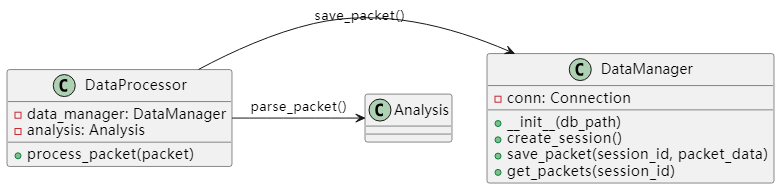 save_packet()
C DataProcessor
data_manager: DataManager
analysis: Analysis
process_packet(packet)
parse_packet()
C Analysis
C DataManager
conn: Connection
__init__(db_path)
create_session()
save_packet(session_id, packet_data)
get_packets(session_id)